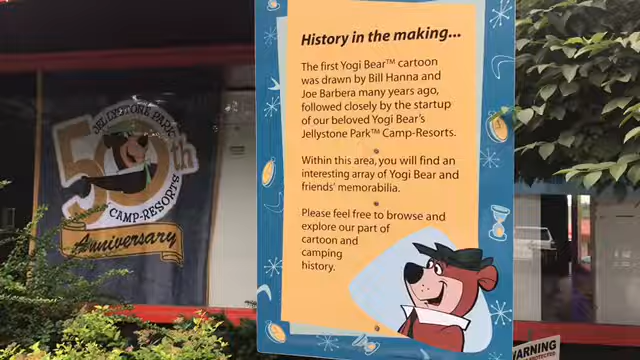 History in the making...
The first Yogi Bear™ cartoon
was drawn by Bill Hanna and
Joe Barbera many years ago,
followed closely by the startup
of our beloved Yogi Bear's
Jellystone Park™ Camp-Resorts.
Within this area, you will find an
interesting array of Yogi Bear and
friends' memorabilia.
Please feel free to browse and
explore our part of
cartoon and
camping
history.
JELLYSTONE PARK
50th
CAMP-RESORTS
Anniversary
WARNING